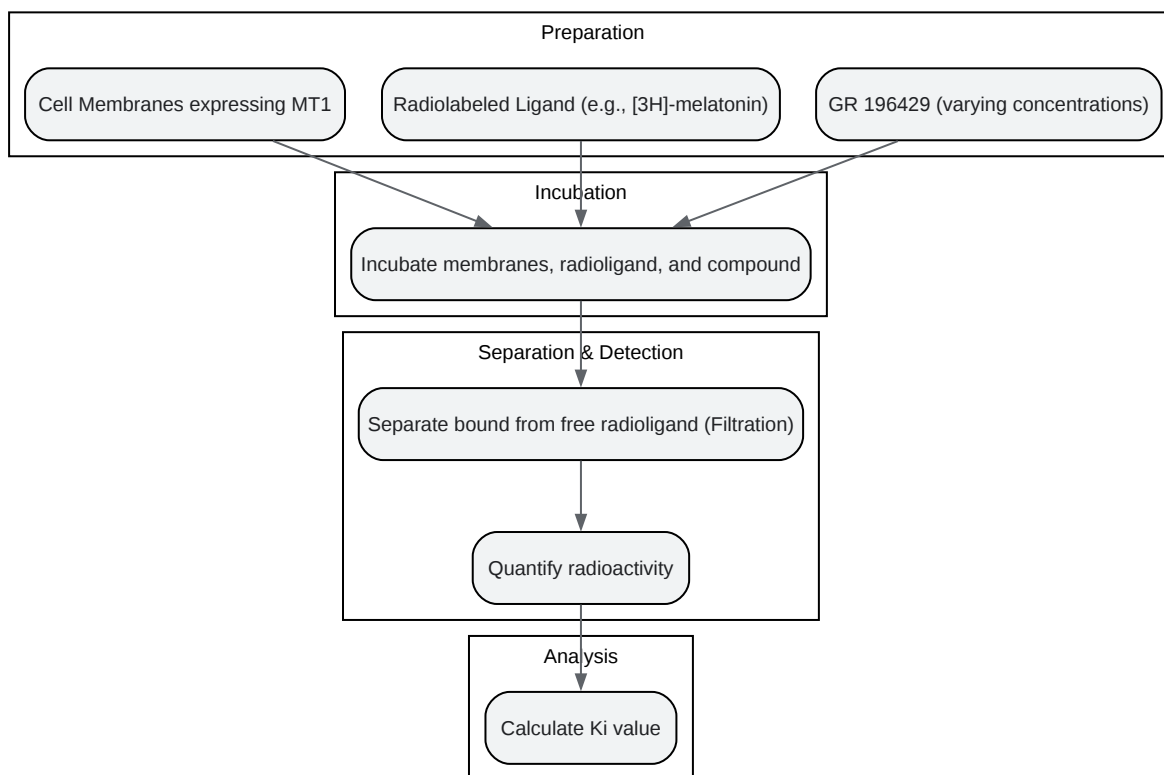 Preparation
Cell Membranes expressing MT1
Radiolabeled Ligand (e.g., [3H]-melatonin)
GR 196429 (varying concentrations)
Incubation
Incubate membranes, radioligand, and compound
Separation & Detection
Separate bound from free radioligand (Filtration)
Quantify radioactivity
Analysis
Calculate Ki value